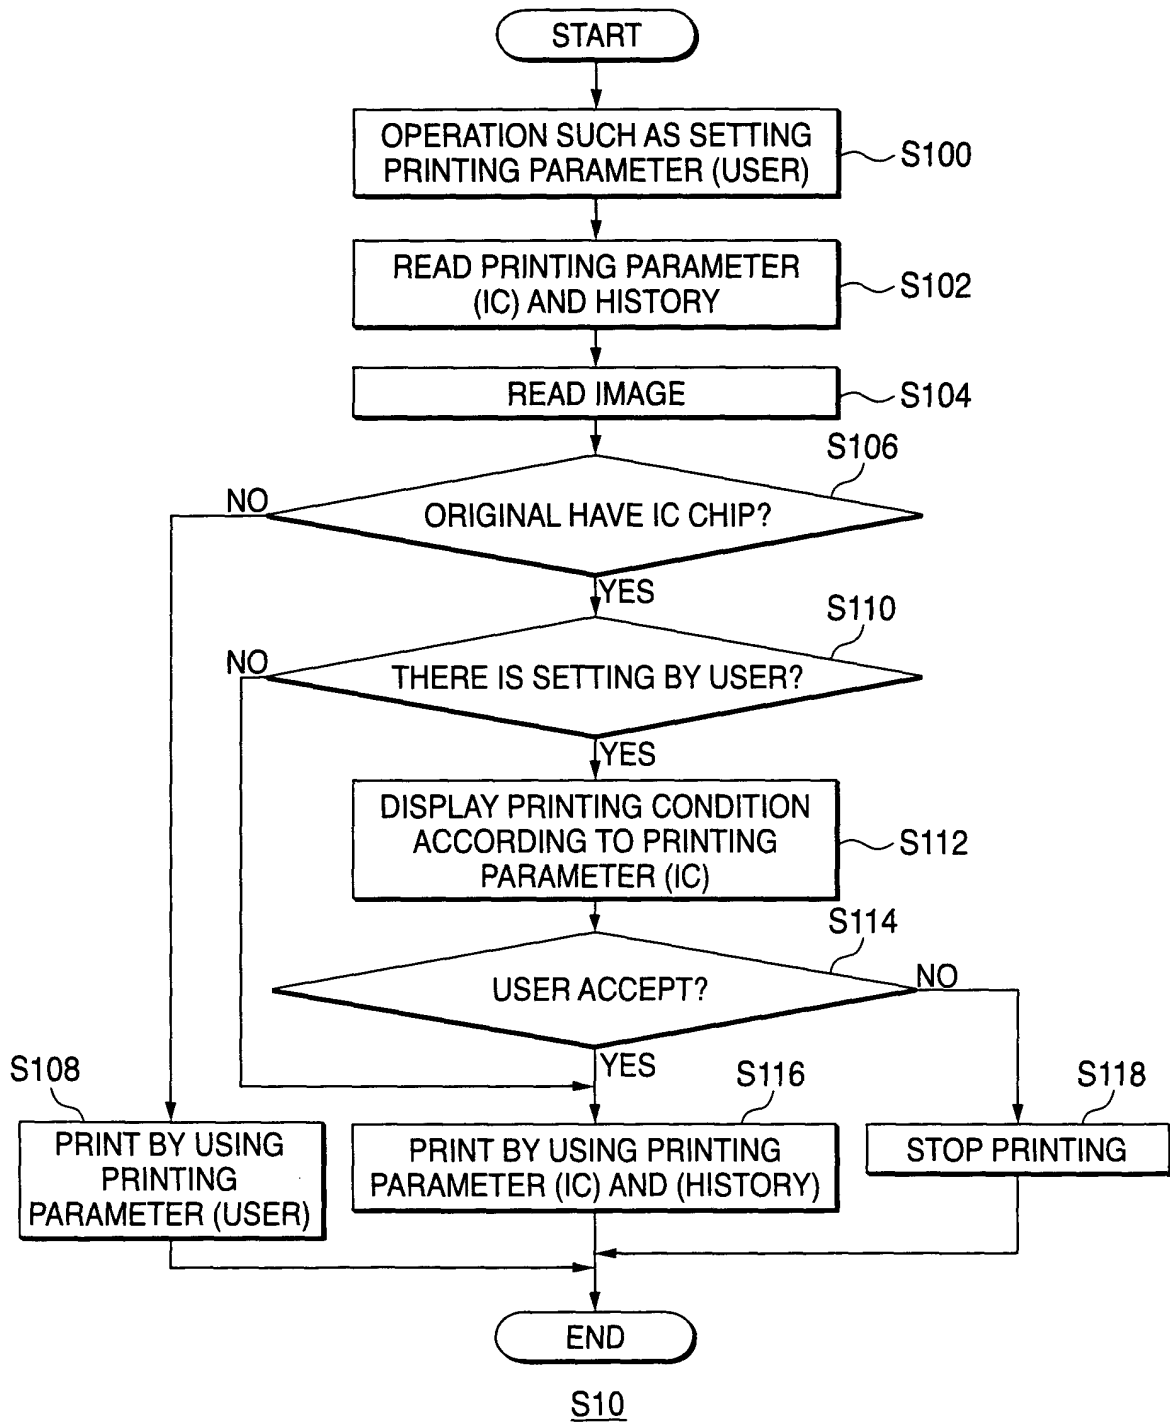 START
OPERATION SUCH AS SETTING
PRINTING PARAMETER (USER)
S100
READ PRINTING PARAMETER
(IC) AND HISTORY
S102
READ IMAGE
S104
S106
NO
ORIGINAL HAVE IC CHIP?
YES
S110
NO
THERE IS SETTING BY USER?
YES
DISPLAY PRINTING CONDITION
ACCORDING TO PRINTING
PARAMETER (IC)
S112
S114
USER ACCEPT?
NO
YES
S108
PRINT BY USING
PRINTING
PARAMETER (USER)
S116
PRINT BY USING PRINTING
PARAMETER (IC) AND (HISTORY)
S118
STOP PRINTING
END
S10